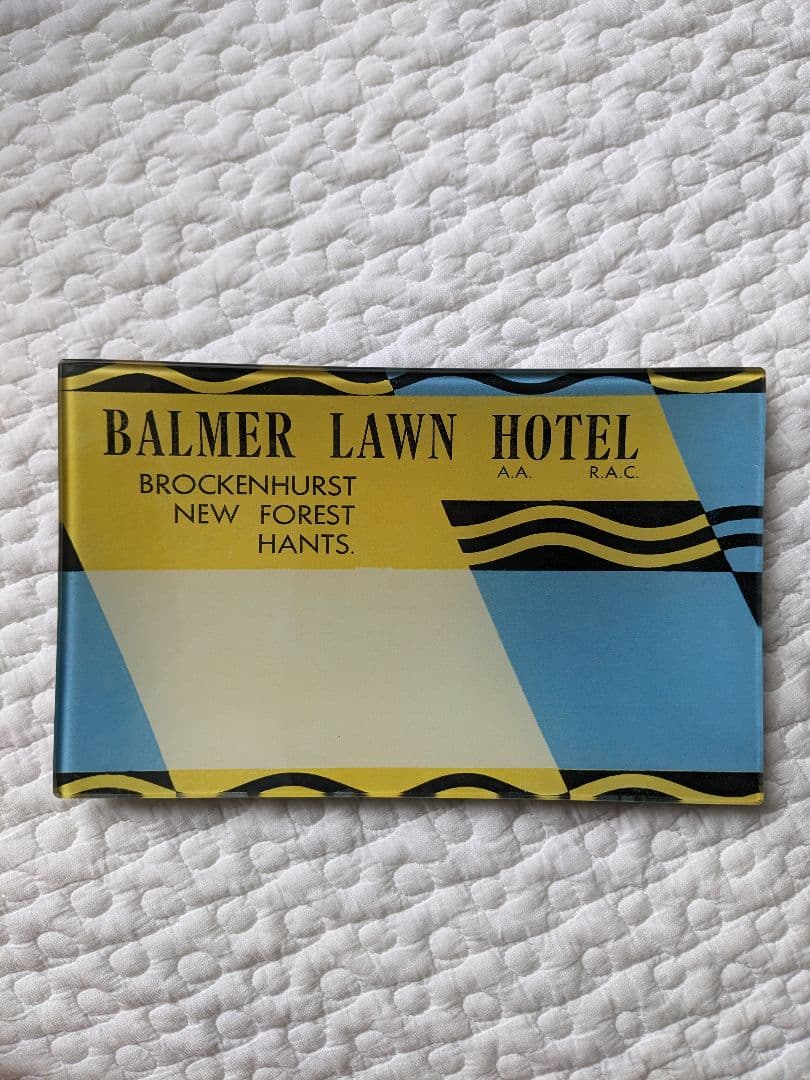 BALMER LAWN HOTEL
A.A. R.A.C.
BROCKENHURST
NEW FOREST
HANTS.